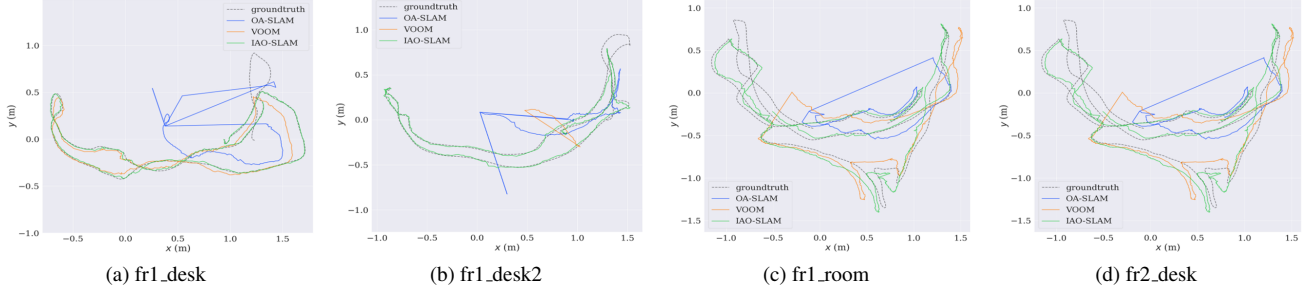 groundtruth
OA-SLAM
VOOM
IAO-SLAM
1.0
0.5
0.0
−0.5
−1.0
y (m)
−0.5
0.0
0.5
1.0
1.5
x (m)
(a) fr1_desk
groundtruth
OA-SLAM
VOOM
IAO-SLAM
1.0
0.5
0.0
−0.5
−1.0
y (m)
−1.0
−0.5
0.0
0.5
1.0
1.5
x (m)
(b) fr1_desk2
1.0
0.5
0.0
−0.5
−1.0
−1.5
y (m)
groundtruth
OA-SLAM
VOOM
IAO-SLAM
−1.0
−0.5
0.0
0.5
1.0
1.5
x (m)
(c) fr1_room
1.0
0.5
0.0
−0.5
−1.0
−1.5
y (m)
groundtruth
OA-SLAM
VOOM
IAO-SLAM
−1.0
−0.5
0.0
0.5
1.0
1.5
x (m)
(d) fr2_desk